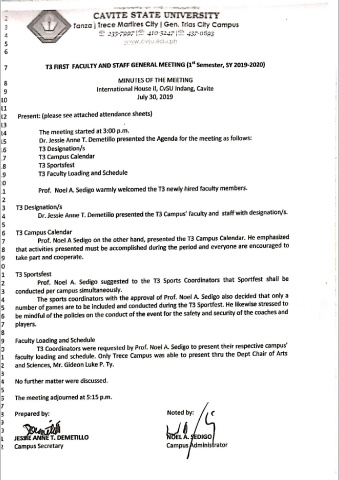 CAVITE STATE UNIVERSITY
Tanza | Trece Martires City | Gen. Trias City Campus
www.cvsu.edu.ph
T3 FIRST FACULTY AND STAFF GENERAL MEETING (1st Semester, SY 2019-2020)
MINUTES OF THE MEETING
International House II, CvSU Indang, Cavite
July 30, 2019
Present: (please see attached attendance sheets)
The meeting started at 3:00 p.m.
Dr. Jessie Anne T. Demetillo presented the Agenda for the meeting as follows:
T3 Designation/s
T3 Campus Calendar
T3 Sportsfest
T3 Faculty Loading and Schedule
Prof. Noel A. Sedigo warmly welcomed the T3 newly hired faculty members.
T3 Designation/s
Dr. Jessie Anne T. Demetillo presented the T3 Campus' faculty and staff with designation/s.
T3 Campus Calendar
Prof. Noel A Sedigo on the other hand, presented the T3 Campus Calendar. He emphasized
that activities presented must be accomplished during the period and everyone are encouraged to
take part and cooperate.
T3 Sportsfest
Prof. Noel A. Sedigo suggested to the T3 Sports Coordinators that Sportfest shall be
conducted per campus simultaneously.
The sports coordinators with the approval of Prof. Noel A. Sedigo also decided that only a
number of games are to be included and conducted during the T3 Sportfest. He likewise stressed to
be mindful of the policies on the conduct of the event for the safety and security of the coaches and
players.
Faculty Loading and Schedule
T3 Coordinators were requested by Prof. Noel A. Sedigo to present their respective campus'
faculty loading and schedule. Only Trece Campus was able to present thru the Dept Chair of Arts
and Sciences, Mr. Gideon Luke P. Ty.
No further matter were discussed.
The meeting adjourned at 5:15 p.m.
Prepared by: Noted by:
JESSIE ANNE T. DEMETILLO NOEL A. SEDIGO
Campus Secretary Campus Administrator